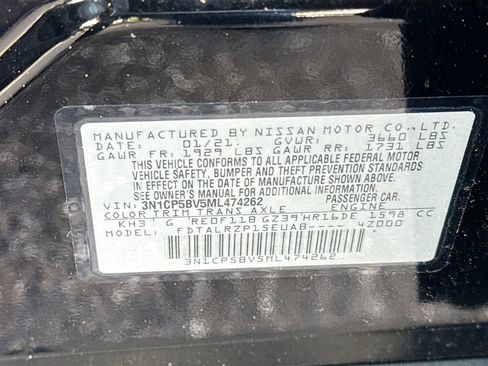 MANUFACTURED BY NISSAN MOTOR CO.,LTD.
DATE: 01/21. GVWR: 3660 LBS
GAWR FR: 1929 LBS GAWR RR: 1731 LBS
THIS VEHICLE CONFORMS TO ALL APPLICABLE FEDERAL MOTOR
VEHICLE SAFETY, BUMPER, AND THEFT PREVENTION STANDARDS
IN EFFECT ON THE DATE OF MANUFACTURE SHOWN ABOVE.
SEE OWNER'S MANUAL FOR ADDITIONAL INFORMATION.
VIN: 3N1CP5BV5ML474262 PASSENGER CAR.
COLOR TRIM TRANS AXLE ENGINE
KH3 G RE0F11B GZ39 HR16DE 1598 CC
MODEL: FDTALRZP15EUAB---- 4Z000
3N1CP5BV5ML474262